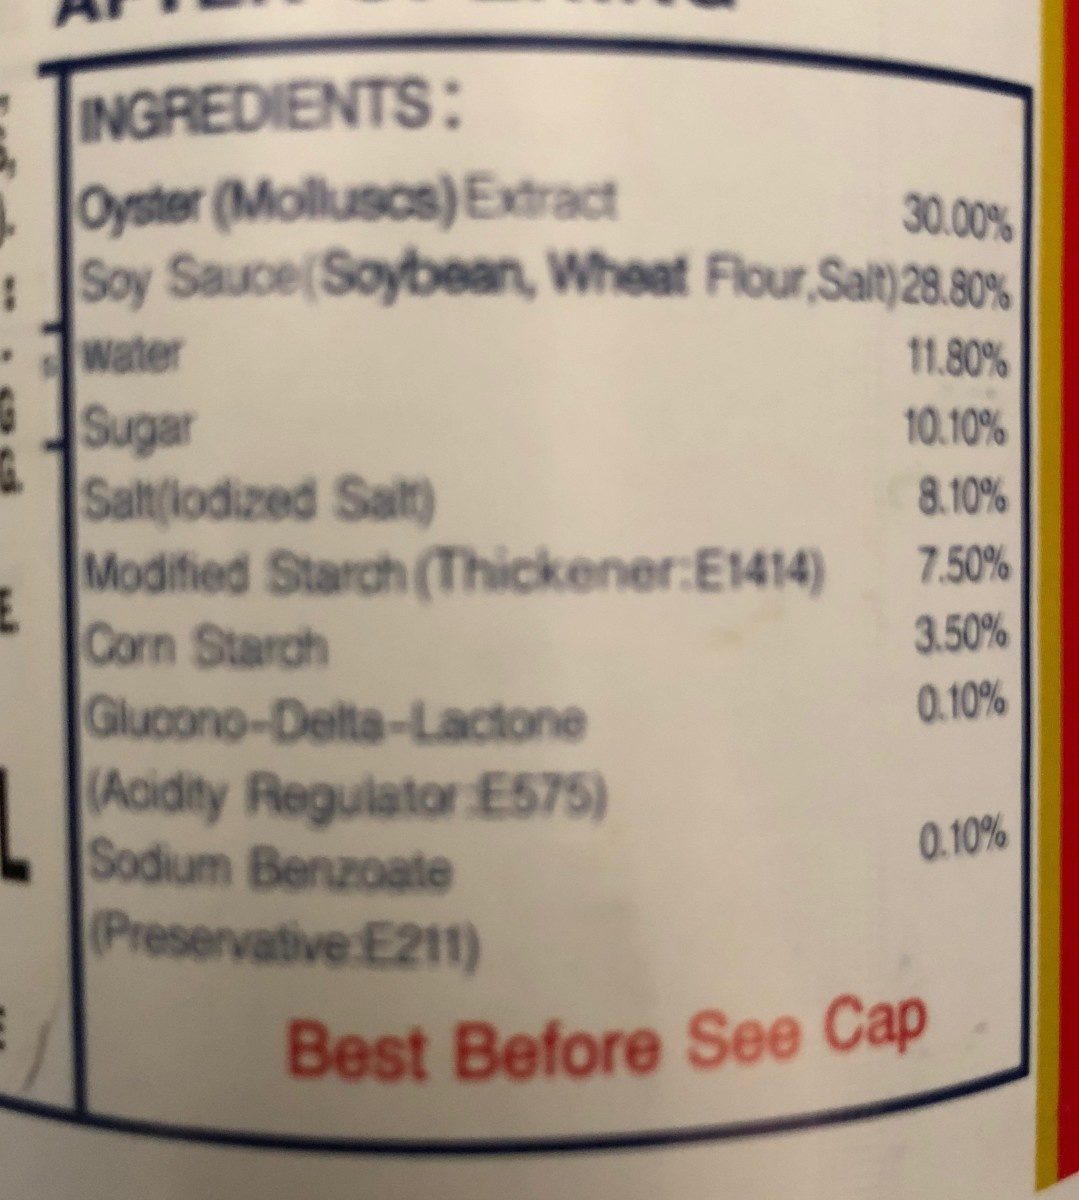 INGREDIENTS:
Oyster (Molluscs) Extract 30.00%
Soy Sauce(Soybean, Wheat Flour,Salt) 28.80%
water 11.80%
Sugar 10.10%
Salt(Iodized Salt) 8.10%
Modified Starch (Thickener:E1414) 7.50%
Corn Starch 3.50%
Glucono-Delta-Lactone 0.10%
(Acidity Regulator:E575)
Sodium Benzoate 0.10%
(Preservative:E211)
Best Before See Cap